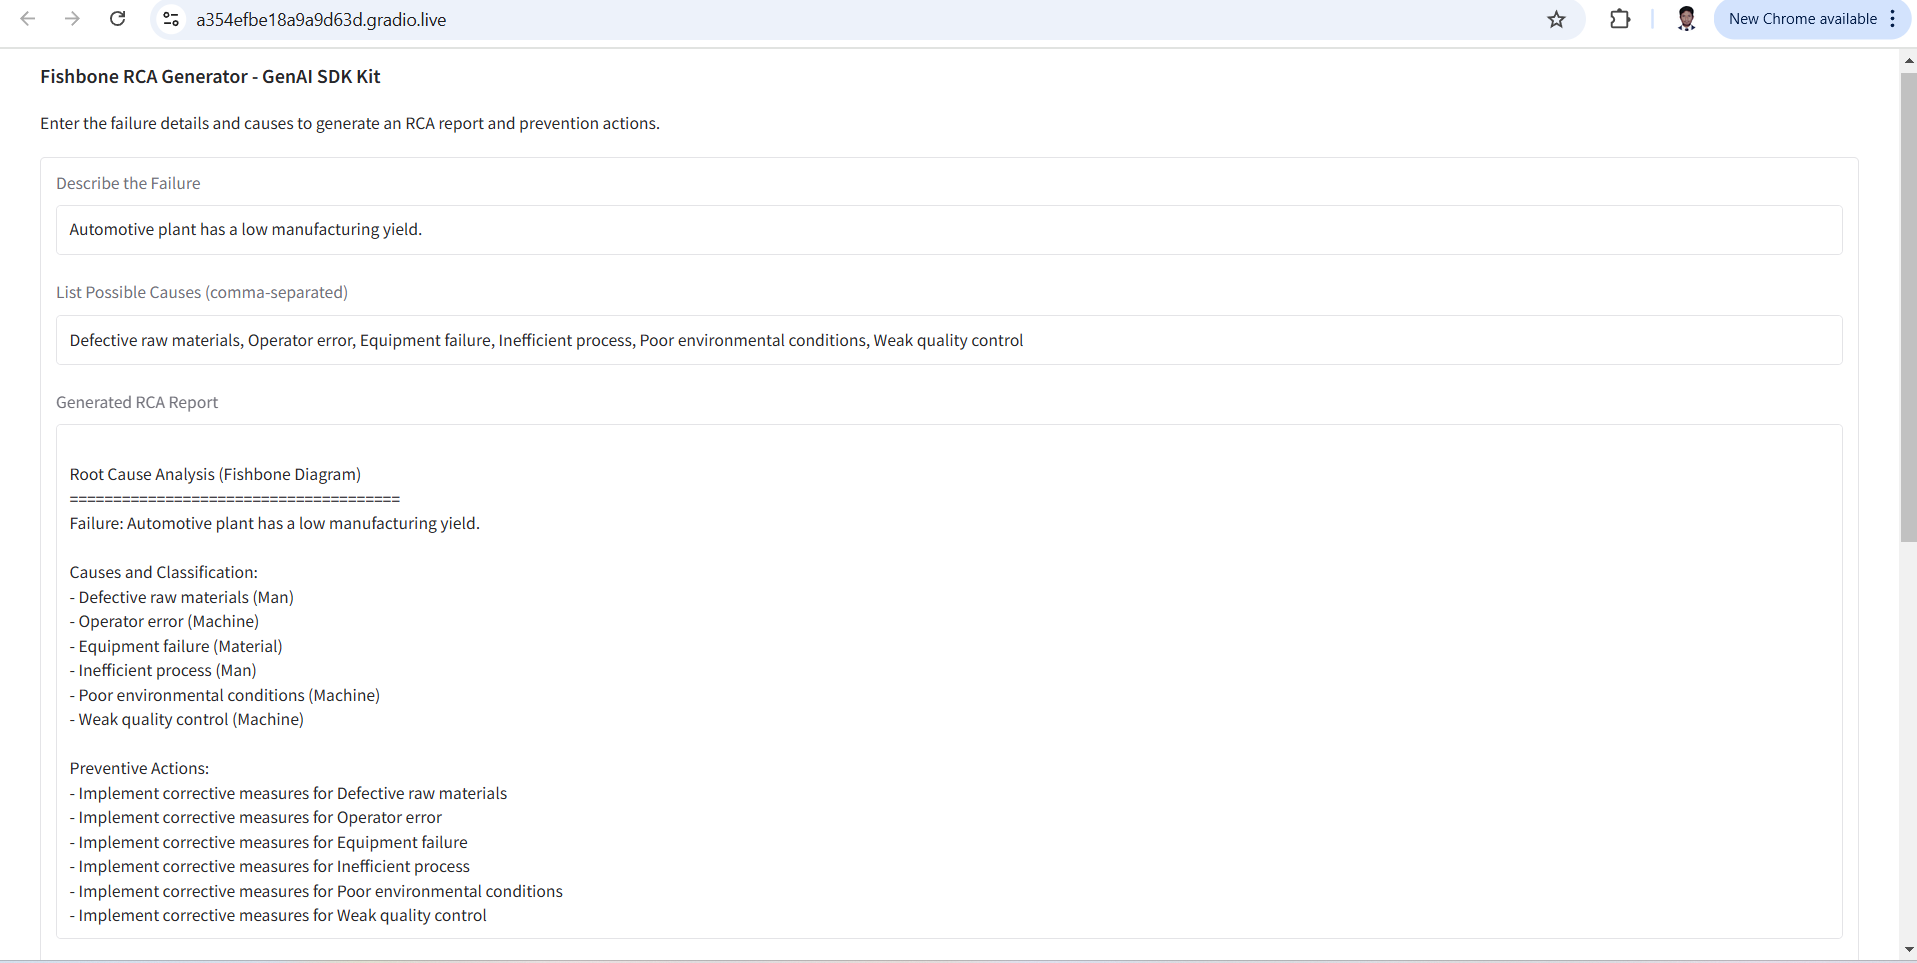 a354efbe18a9a9d63d.gradio.live
New Chrome available
Fishbone RCA Generator - GenAI SDK Kit
Enter the failure details and causes to generate an RCA report and prevention actions.
Describe the Failure
Automotive plant has a low manufacturing yield.
List Possible Causes (comma-separated)
Defective raw materials, Operator error, Equipment failure, Inefficient process, Poor environmental conditions, Weak quality control
Generated RCA Report
Root Cause Analysis (Fishbone Diagram)
======================================
Failure: Automotive plant has a low manufacturing yield.
Causes and Classification:
- Defective raw materials (Man)
- Operator error (Machine)
- Equipment failure (Material)
- Inefficient process (Man)
- Poor environmental conditions (Machine)
- Weak quality control (Machine)
Preventive Actions:
- Implement corrective measures for Defective raw materials
- Implement corrective measures for Operator error
- Implement corrective measures for Equipment failure
- Implement corrective measures for Inefficient process
- Implement corrective measures for Poor environmental conditions
- Implement corrective measures for Weak quality control